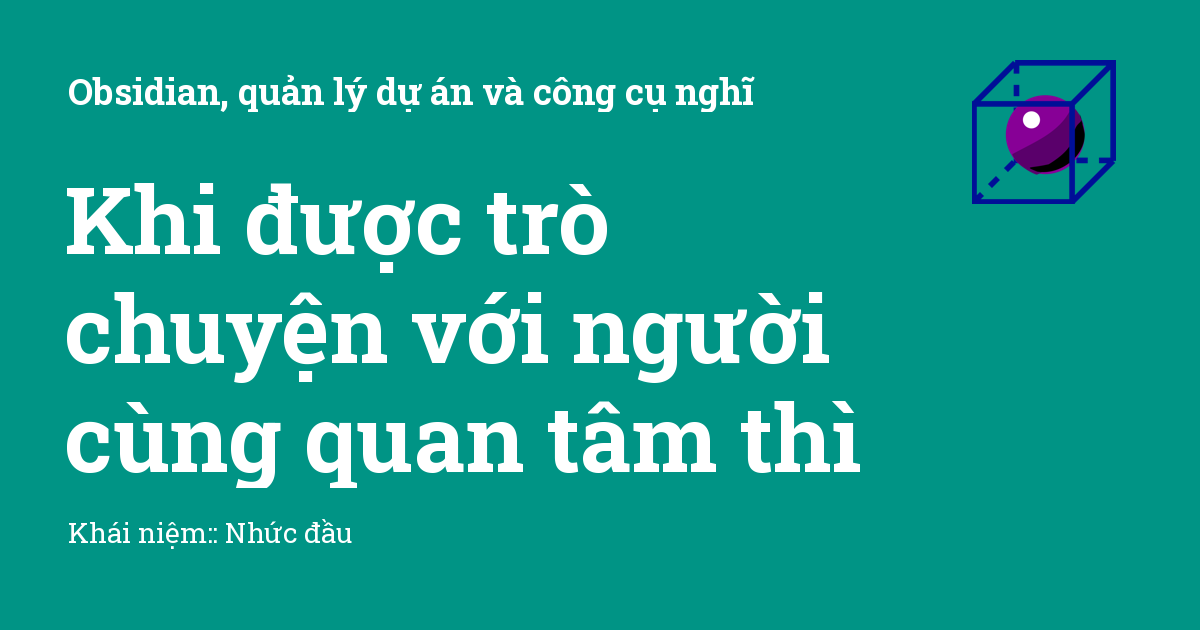 Obsidian, quản lý dự án và công cụ nghĩ
Khi được trò
chuyện với người
cùng quan tâm thì
Khái niệm:: Nhức đầu